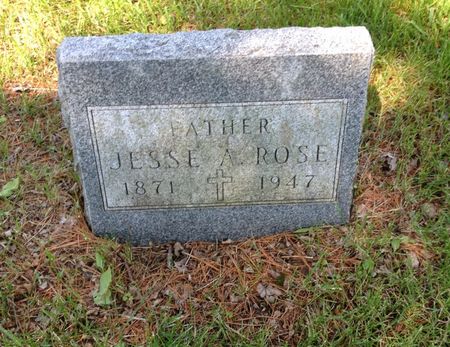 FATHER
JESSE A. ROSE
1871 1947